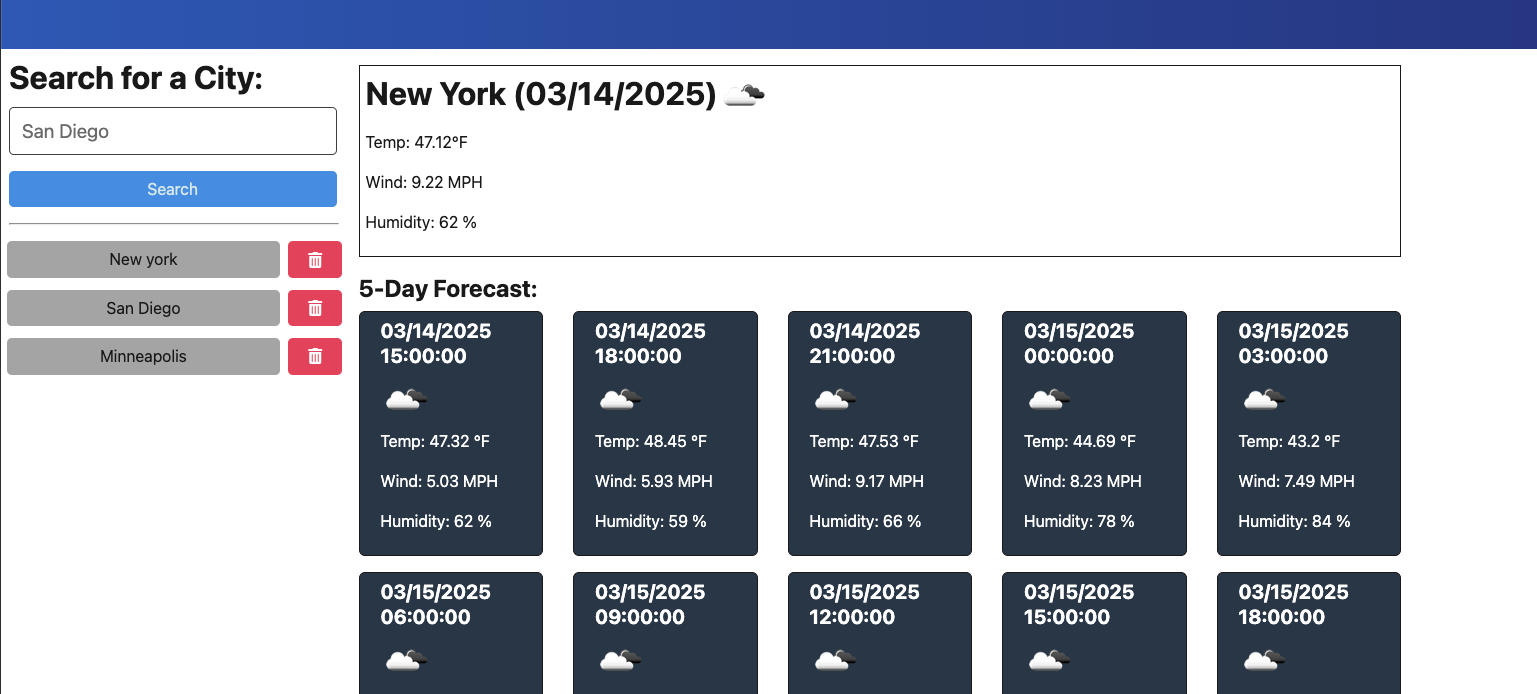 Search for a City:
San Diego
Search
New york
San Diego
Minneapolis
New York (03/14/2025)
Temp: 47.12°F
Wind: 9.22 MPH
Humidity: 62 %
5-Day Forecast:
03/14/2025
15:00:00
Temp: 47.32 °F
Wind: 5.03 MPH
Humidity: 62 %
03/14/2025
18:00:00
Temp: 48.45 °F
Wind: 5.93 MPH
Humidity: 59 %
03/14/2025
21:00:00
Temp: 47.53 °F
Wind: 9.17 MPH
Humidity: 66 %
03/15/2025
00:00:00
Temp: 44.69 °F
Wind: 8.23 MPH
Humidity: 78 %
03/15/2025
03:00:00
Temp: 43.2 °F
Wind: 7.49 MPH
Humidity: 84 %
03/15/2025
06:00:00
03/15/2025
09:00:00
03/15/2025
12:00:00
03/15/2025
15:00:00
03/15/2025
18:00:00